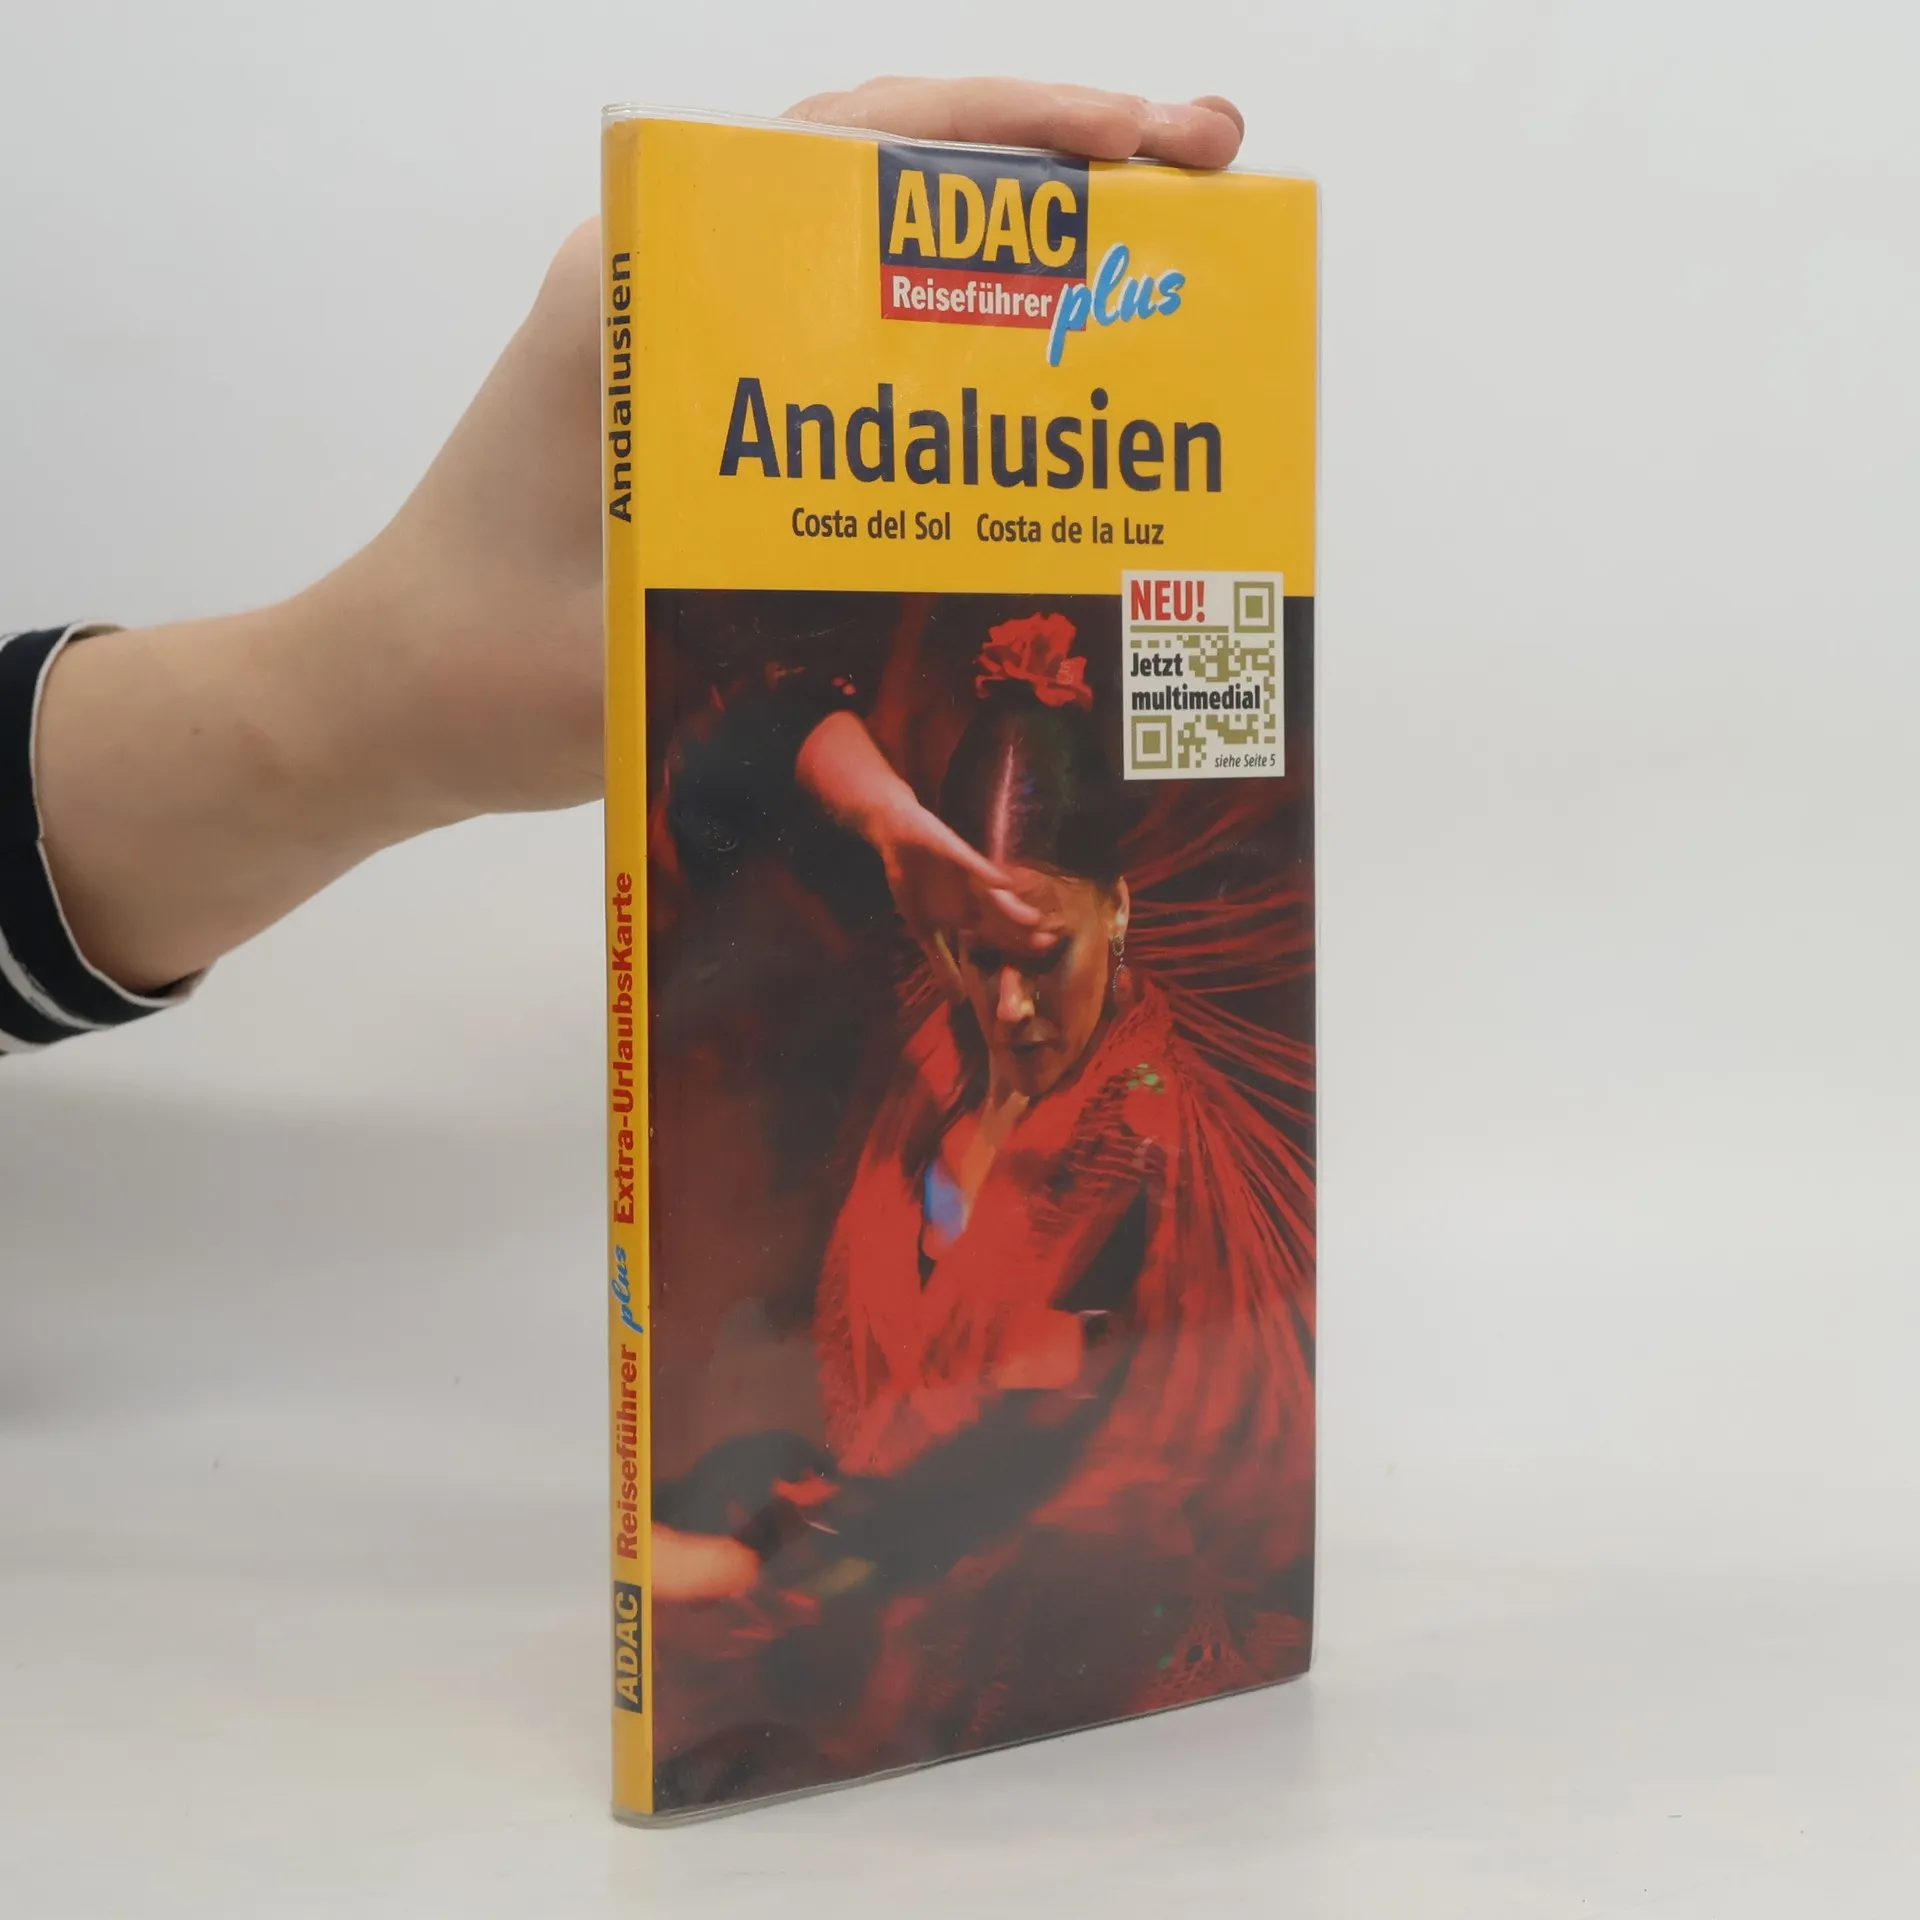 ADAC
Reiseführer plus
Andalusien
Costa del Sol Costa de la Luz
NEU!
Jetzt
multimedial
siehe Seite 5
ADAC Reiseführer plus Extra-UrlaubsKarte Andalusien